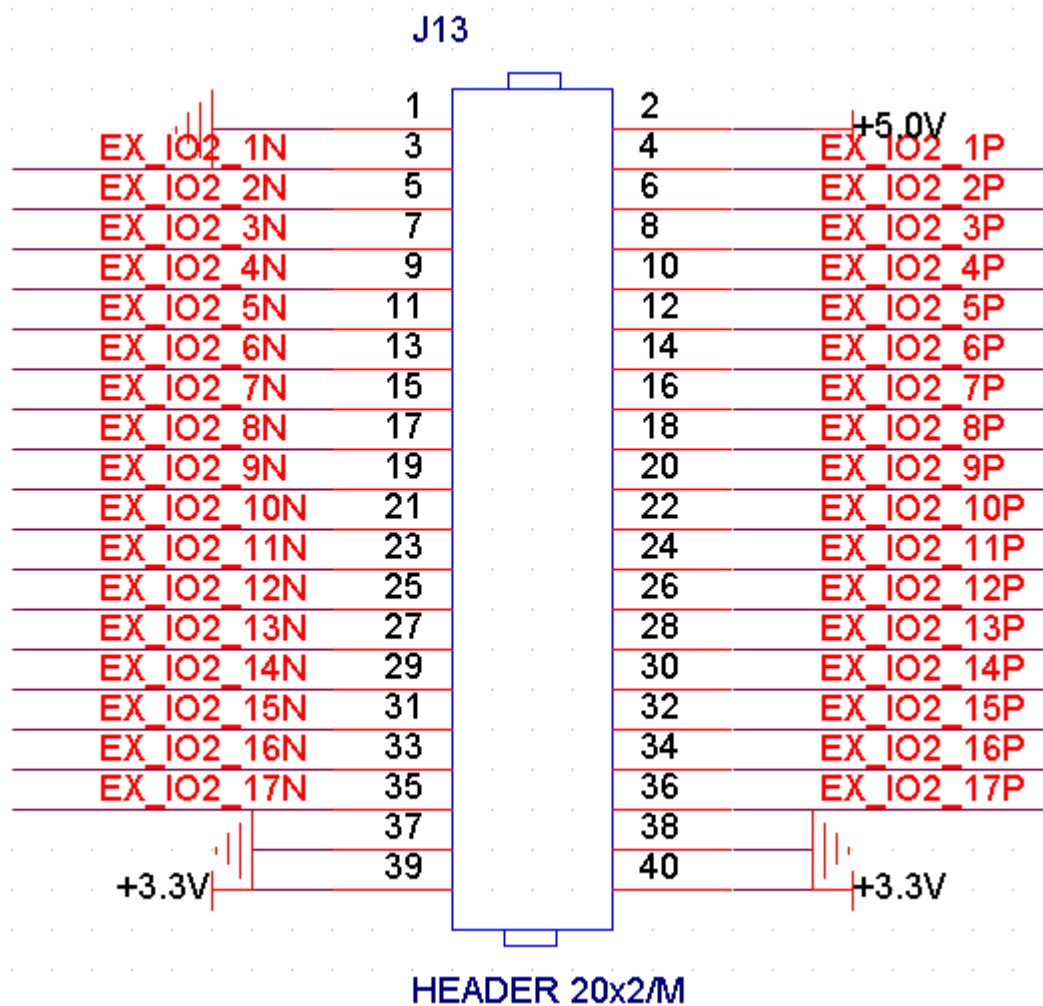 J13
1 2
+5.0V
EX_IO2_1N 3 4 EX_IO2_1P
EX_IO2_2N 5 6 EX_IO2_2P
EX_IO2_3N 7 8 EX_IO2_3P
EX_IO2_4N 9 10 EX_IO2_4P
EX_IO2_5N 11 12 EX_IO2_5P
EX_IO2_6N 13 14 EX_IO2_6P
EX_IO2_7N 15 16 EX_IO2_7P
EX_IO2_8N 17 18 EX_IO2_8P
EX_IO2_9N 19 20 EX_IO2_9P
EX_IO2_10N 21 22 EX_IO2_10P
EX_IO2_11N 23 24 EX_IO2_11P
EX_IO2_12N 25 26 EX_IO2_12P
EX_IO2_13N 27 28 EX_IO2_13P
EX_IO2_14N 29 30 EX_IO2_14P
EX_IO2_15N 31 32 EX_IO2_15P
EX_IO2_16N 33 34 EX_IO2_16P
EX_IO2_17N 35 36 EX_IO2_17P
37 38
+3.3V 39 40 +3.3V
HEADER 20x2/M